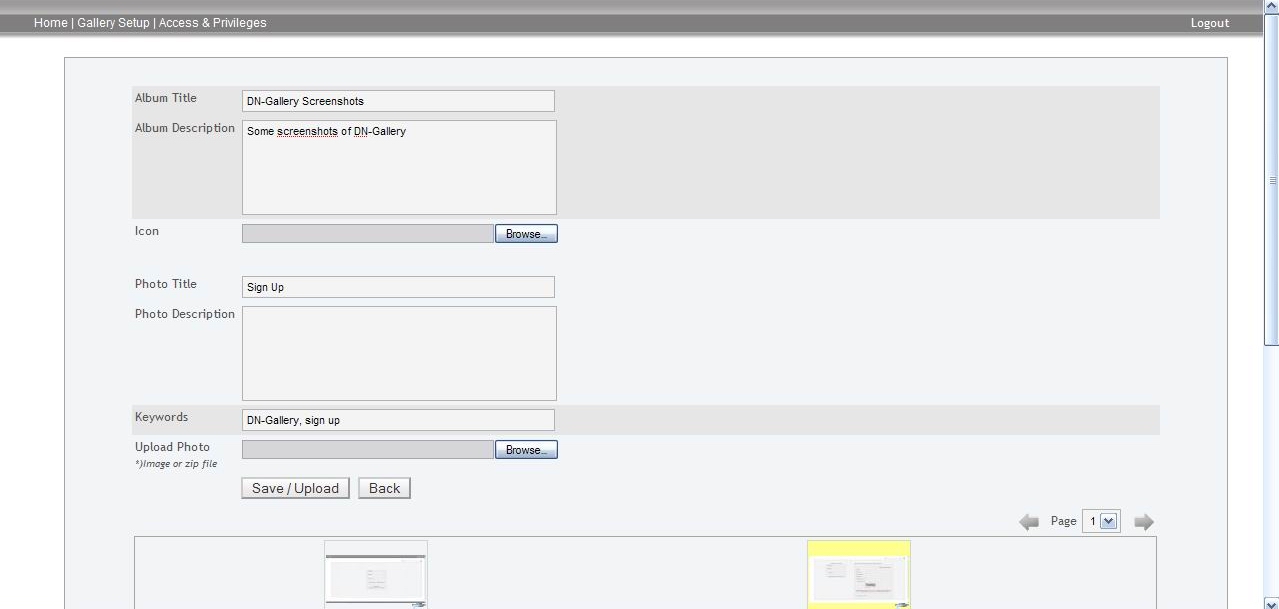 Home | Gallery Setup | Access & Privileges
Logout
Album Title
DN-Gallery Screenshots
Album Description
Some screenshots of DN-Gallery
Icon
Browse...
Photo Title
Sign Up
Photo Description
Keywords
DN-Gallery, sign up
Upload Photo
Browse...
*)Image or zip file
Save / Upload
Back
Page
1